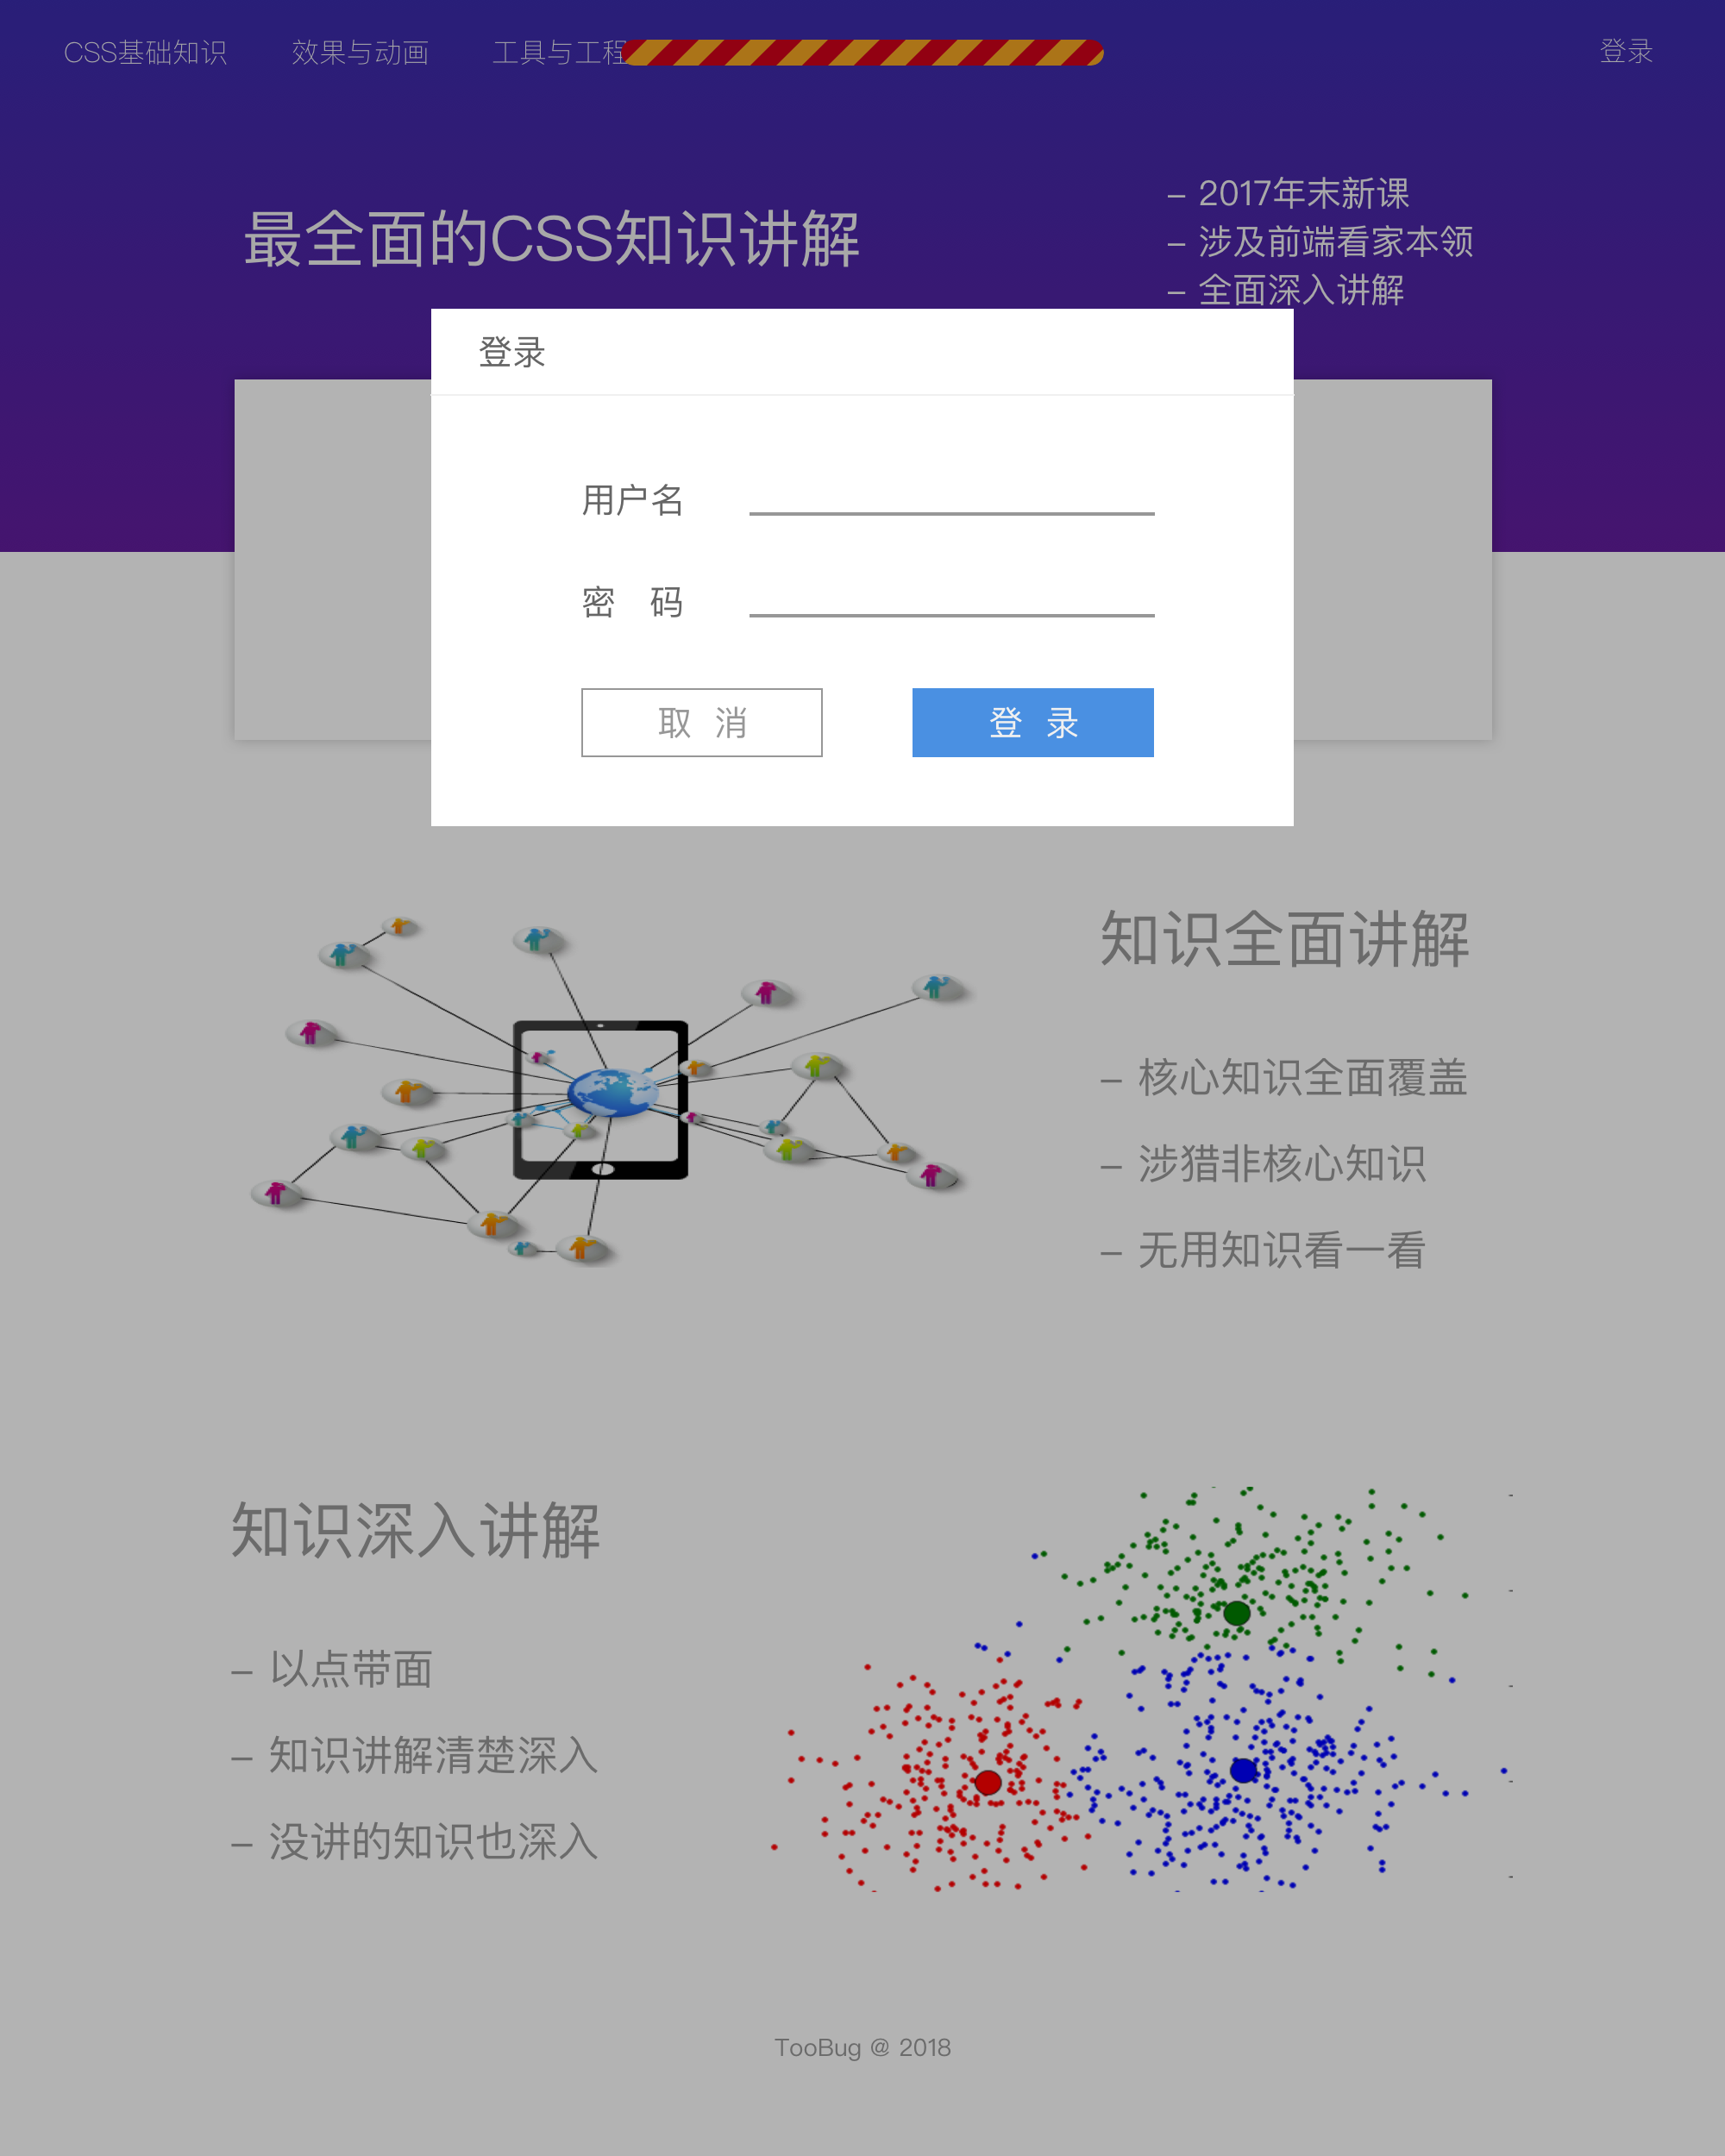 CSS基础知识 效果与动画 工具与工程 登录
最全面的CSS知识讲解
– 2017年末新课
– 涉及前端看家本领
– 全面深入讲解
登录
用户名
密 码
取 消 登 录
知识全面讲解
– 核心知识全面覆盖
– 涉猎非核心知识
– 无用知识看一看
知识深入讲解
– 以点带面
– 知识讲解清楚深入
– 没讲的知识也深入
TooBug @ 2018